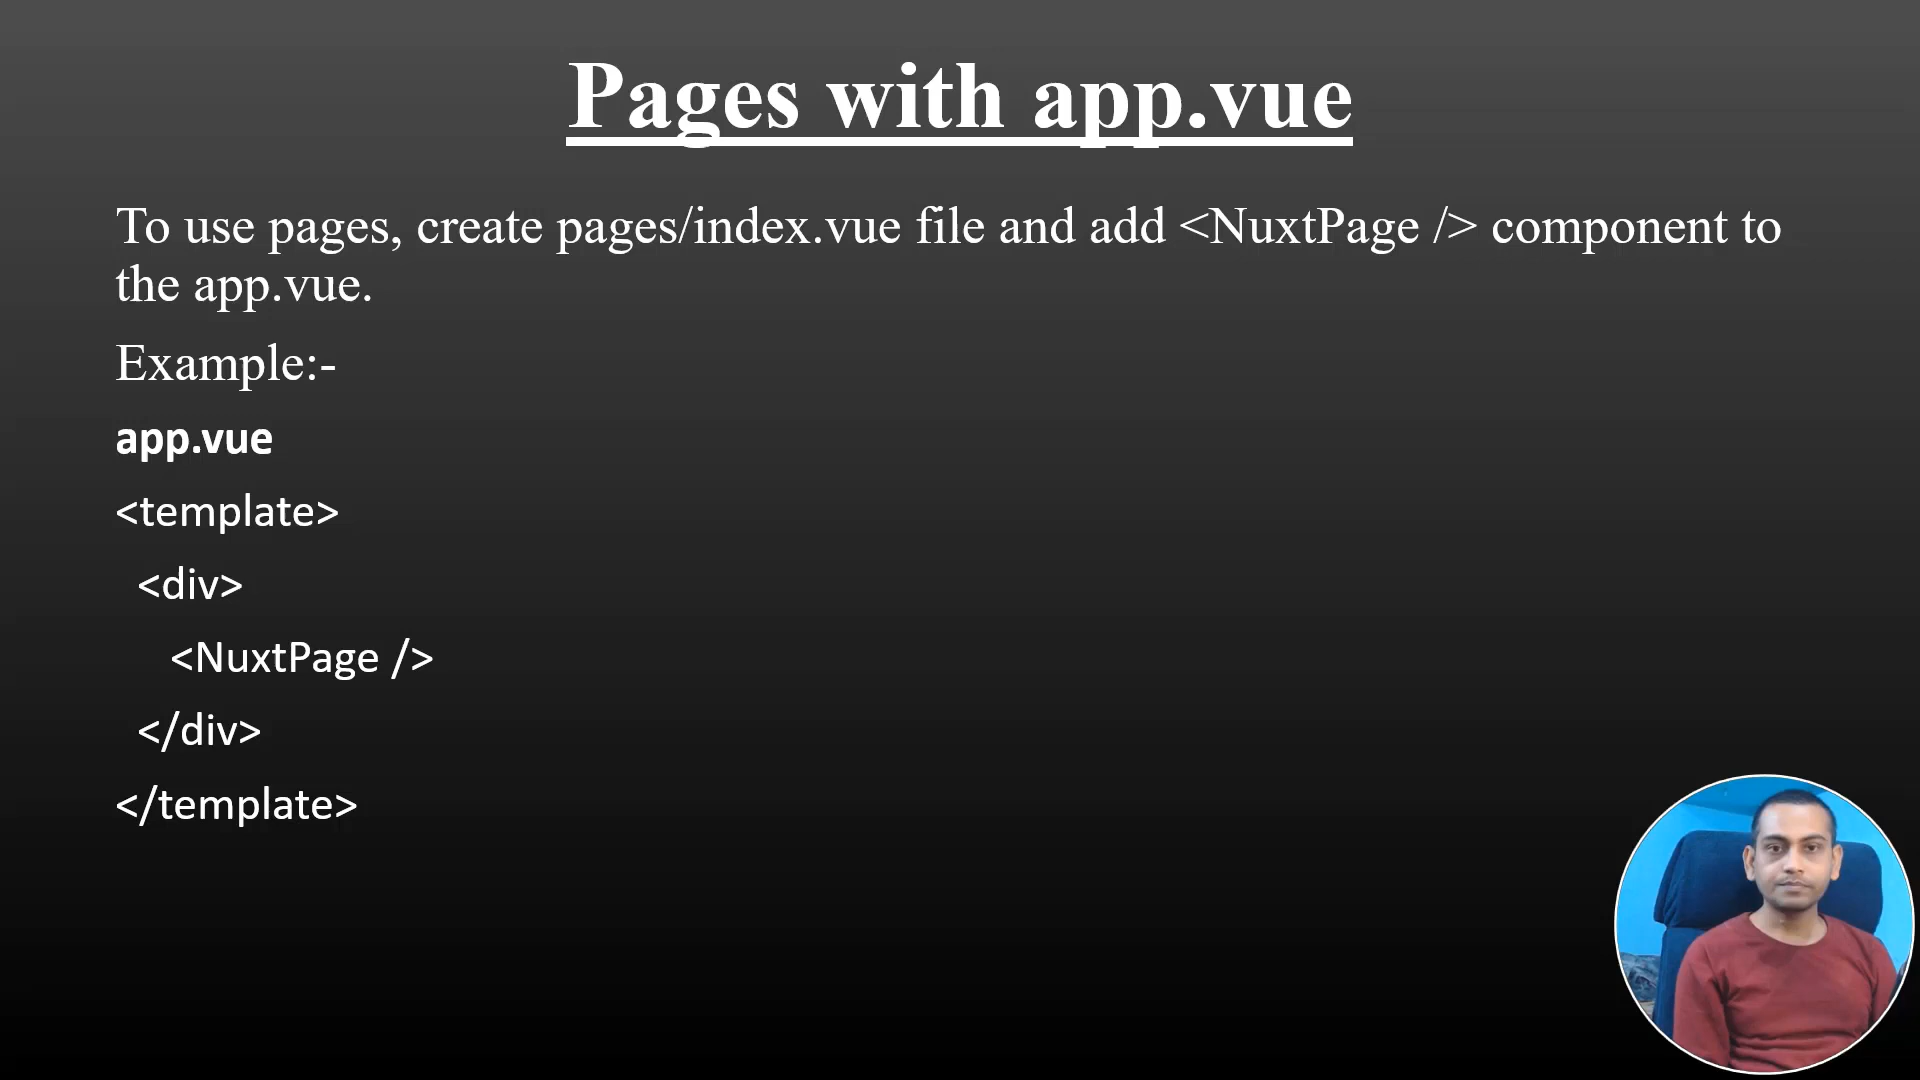 Pages with app.vue
To use pages, create pages/index.vue file and add <NuxtPage /> component to
the app.vue.
Example:-
app.vue
<template>
<div>
<NuxtPage />
</div>
</template>